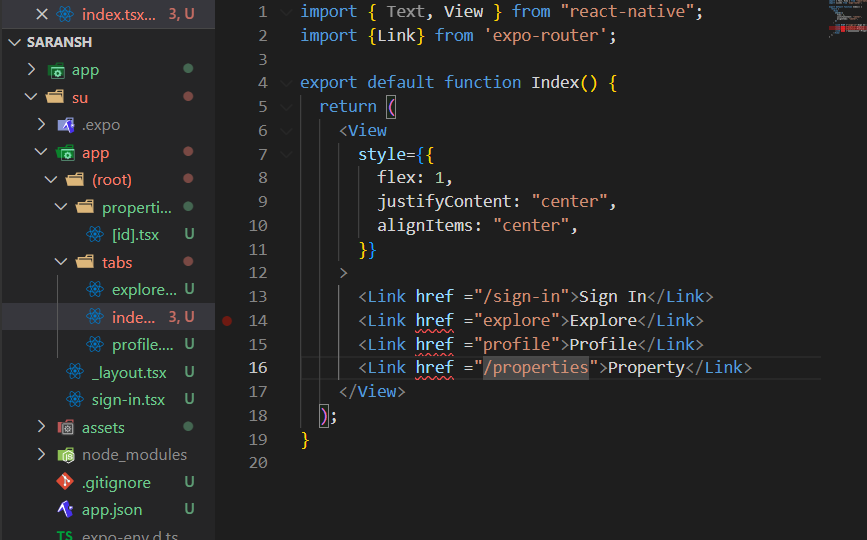 index.tsx... 3, U
SARANSH
app
su
.expo
app
(root)
properti...
[id].tsx U
tabs
explore... U
inde... 3, U
profile.... U
_layout.tsx U
sign-in.tsx U
assets
node_modules
.gitignore U
app.json U
TS expo-env.d.ts
1 import { Text, View } from "react-native";
2 import {Link} from 'expo-router';
3
4 export default function Index() {
5 return (
6 <View
7 style={{
8 flex: 1,
9 justifyContent: "center",
10 alignItems: "center",
11 }}
12 >
13 <Link href ="/sign-in">Sign In</Link>
14 <Link href ="explore">Explore</Link>
15 <Link href ="profile">Profile</Link>
16 <Link href ="/properties">Property</Link>
17 </View>
18 );
19 }
20